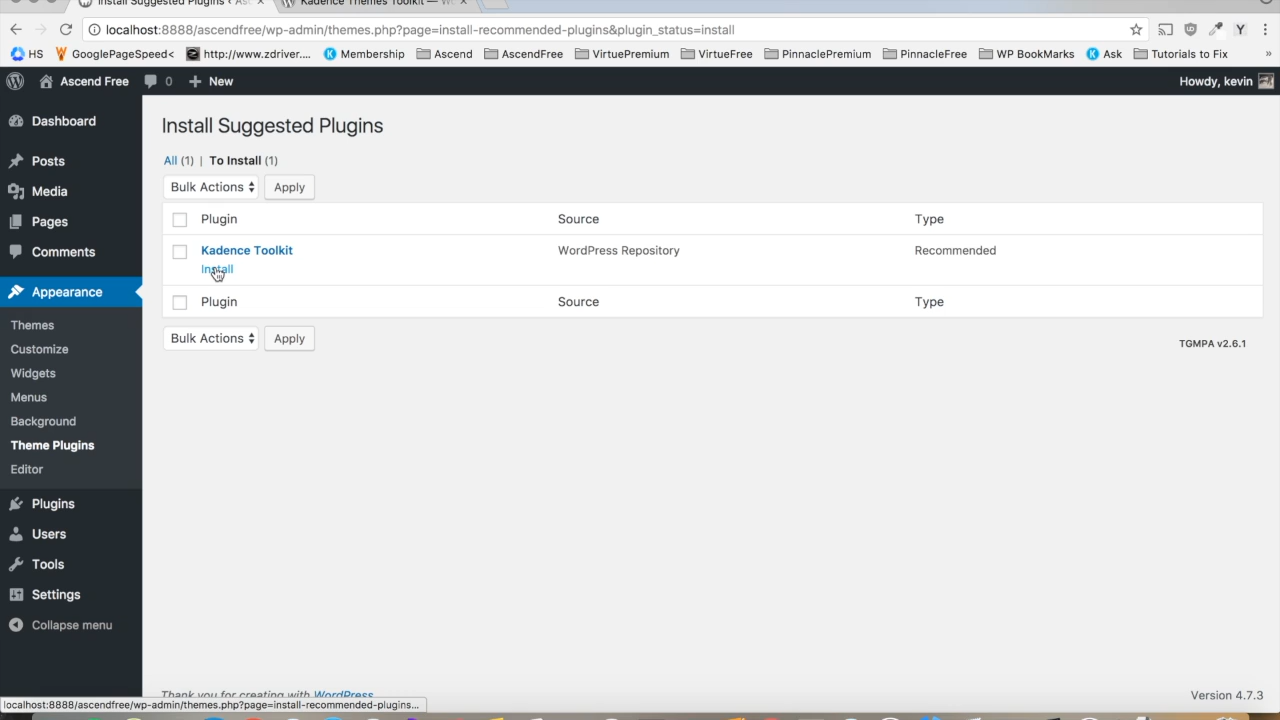 Install Suggested Plugins ‹ Asc
Kadence Themes Toolkit — W
localhost:8888/ascendfree/wp-admin/themes.php?page=install-recommended-plugins&plugin_status=install
HS GooglePageSpeed< http://www.zdriver.... Membership Ascend AscendFree VirtuePremium VirtueFree PinnaclePremium PinnacleFree WP BookMarks Ask Tutorials to Fix »
Ascend Free 0 New Howdy, kevin
Dashboard
Posts
Media
Pages
Comments
Appearance
Themes
Customize
Widgets
Menus
Background
Theme Plugins
Editor
Plugins
Users
Tools
Settings
Collapse menu
Install Suggested Plugins
All (1) | To Install (1)
Bulk Actions Apply
Plugin Source Type
Kadence Toolkit WordPress Repository Recommended
Install
Plugin Source Type
Bulk Actions Apply
TGMPA v2.6.1
Thank you for creating with WordPress
Version 4.7.3
localhost:8888/ascendfree/wp-admin/themes.php?page=install-recommended-plugins...